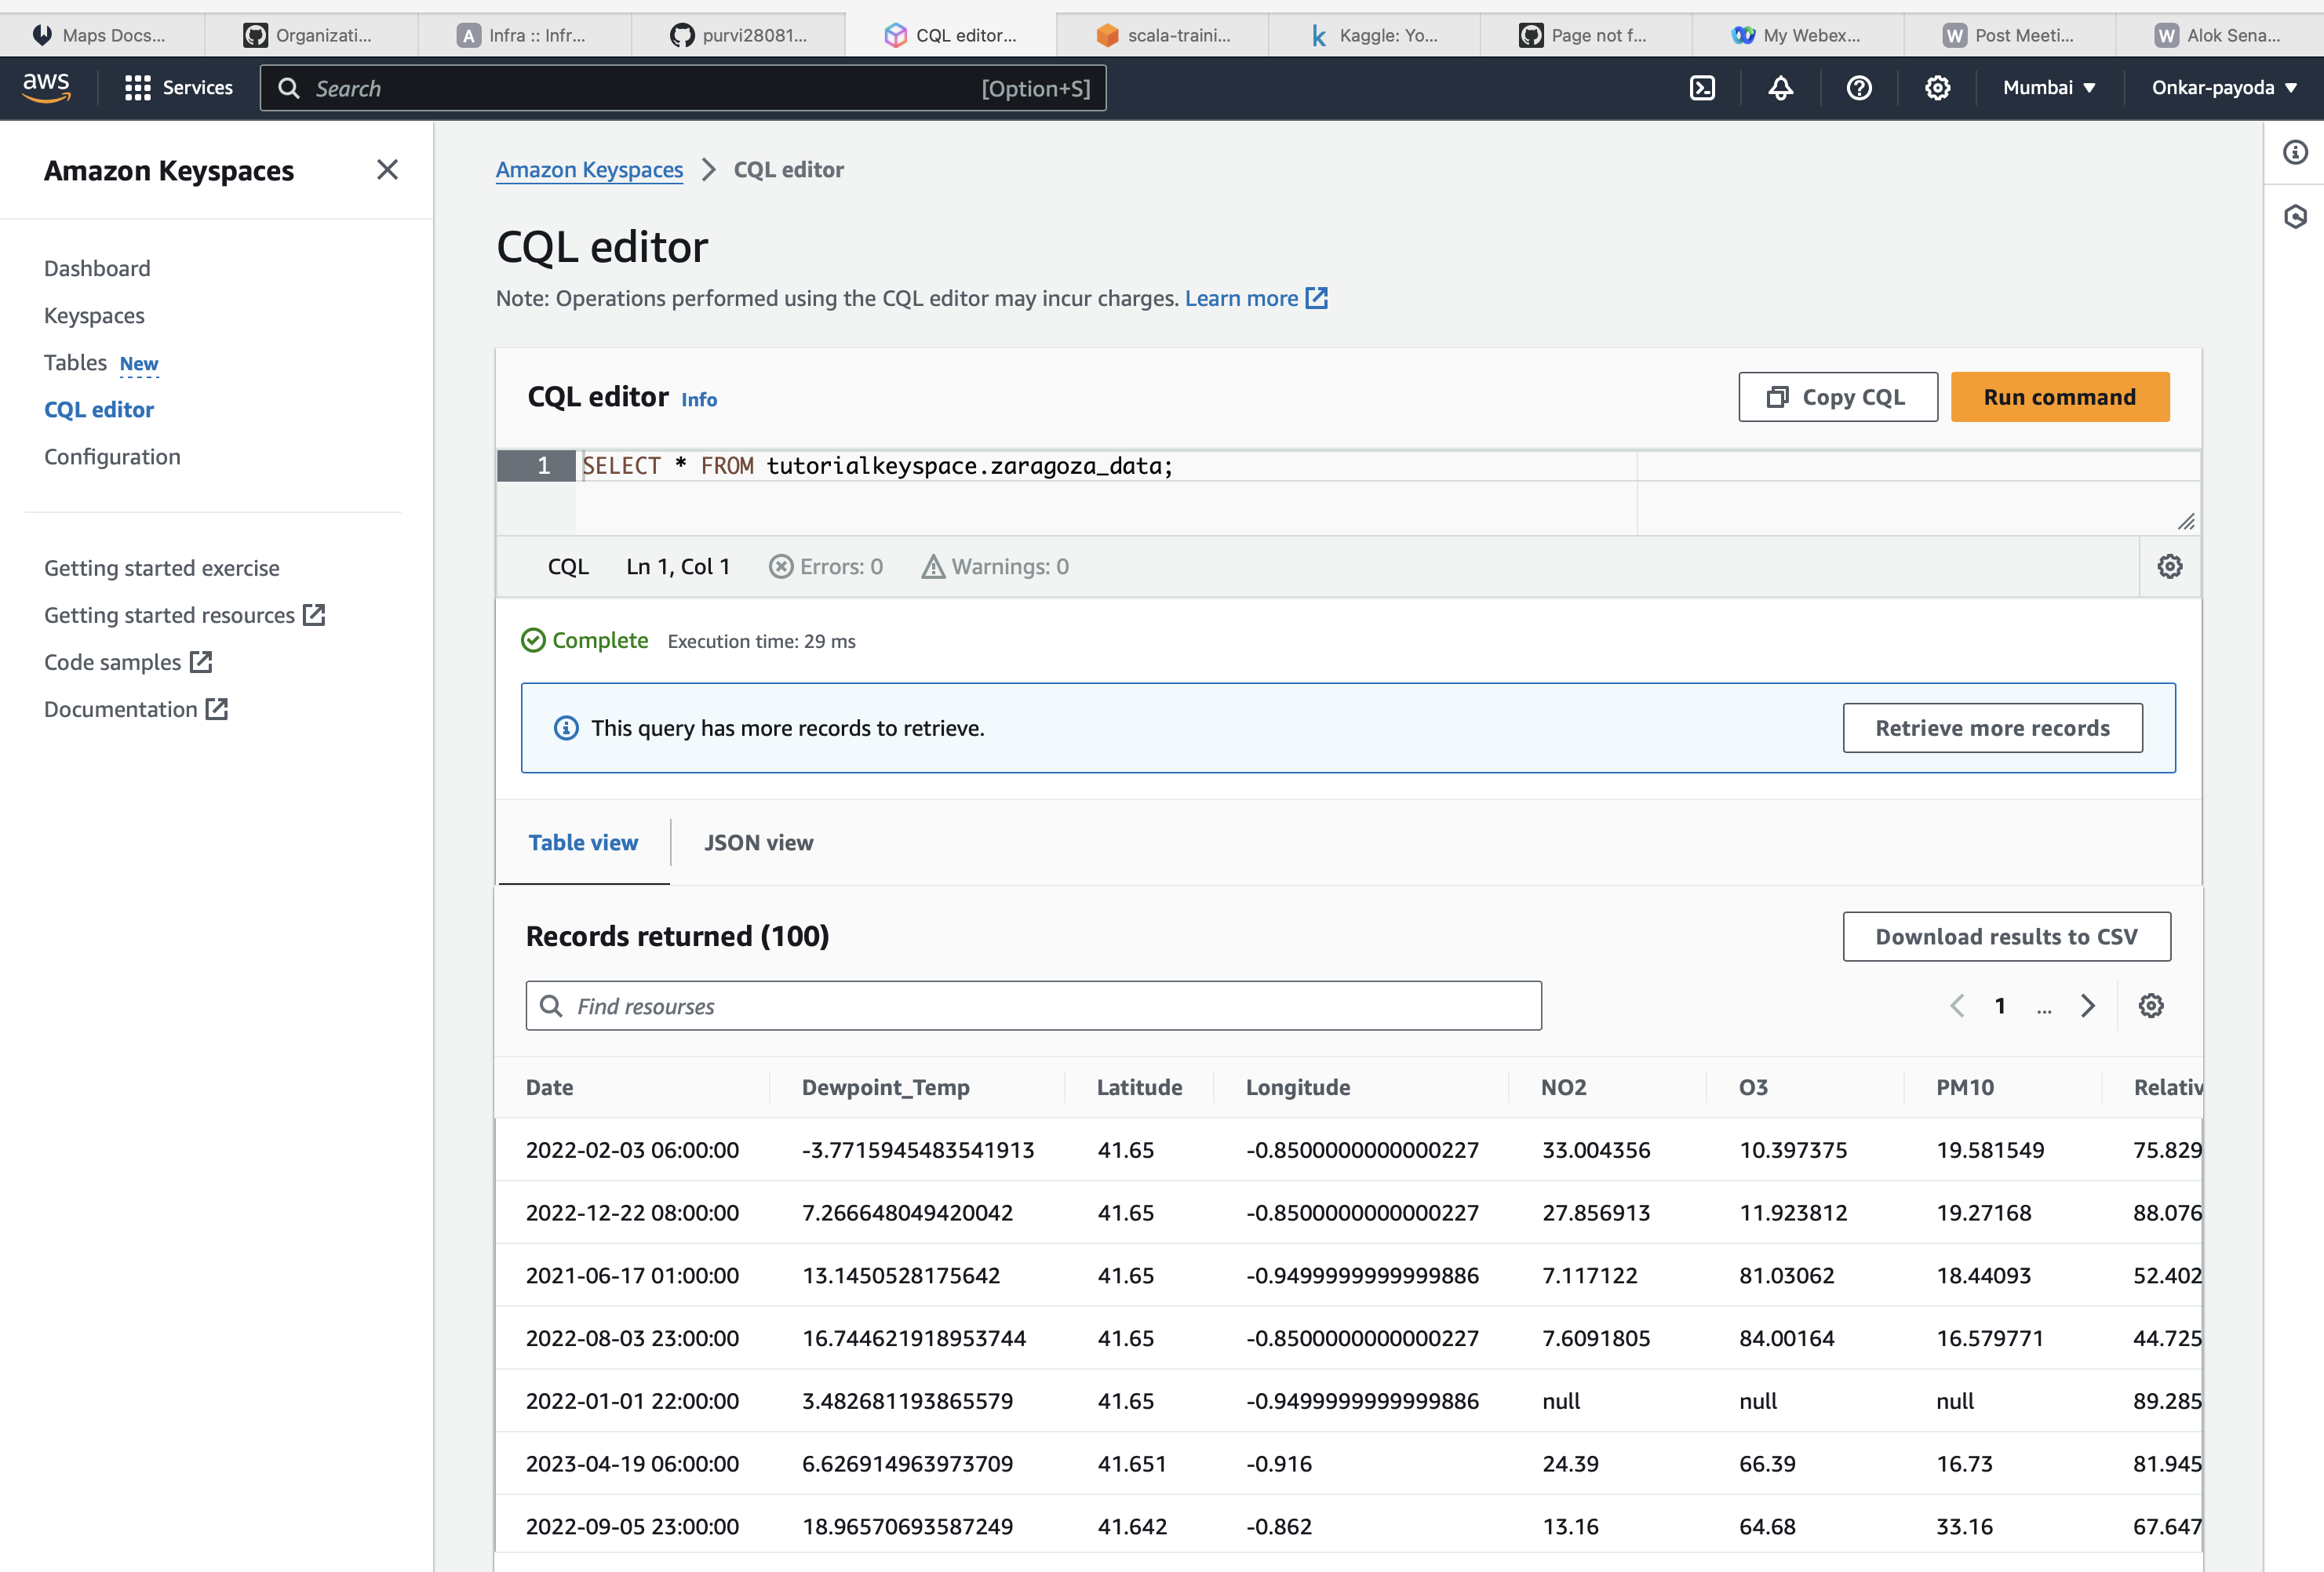 Maps Docs... Organizati... A Infra :: Infr... purvi28081... CQL editor... scala-traini... k Kaggle: Yo... Page not f... My Webex... W Post Meeti... W Alok Sena...
aws Services Search [Option+S] Mumbai Onkar-payoda
Amazon Keyspaces
Dashboard
Keyspaces
Tables New
CQL editor
Configuration
Getting started exercise
Getting started resources
Code samples
Documentation
Amazon Keyspaces CQL editor
CQL editor
Note: Operations performed using the CQL editor may incur charges. Learn more
CQL editor Info Copy CQL Run command
1 SELECT * FROM tutorialkeyspace.zaragoza_data;
CQL Ln 1, Col 1 Errors: 0 Warnings: 0
Complete Execution time: 29 ms
This query has more records to retrieve. Retrieve more records
Table view JSON view
Records returned (100) Download results to CSV
Find resourses 1 ...
Date Dewpoint_Temp Latitude Longitude NO2 O3 PM10 Relativ
2022-02-03 06:00:00 -3.7715945483541913 41.65 -0.8500000000000227 33.004356 10.397375 19.581549 75.829
2022-12-22 08:00:00 7.266648049420042 41.65 -0.8500000000000227 27.856913 11.923812 19.27168 88.076
2021-06-17 01:00:00 13.1450528175642 41.65 -0.9499999999999886 7.117122 81.03062 18.44093 52.402
2022-08-03 23:00:00 16.744621918953744 41.65 -0.8500000000000227 7.6091805 84.00164 16.579771 44.725
2022-01-01 22:00:00 3.482681193865579 41.65 -0.9499999999999886 null null null 89.285
2023-04-19 06:00:00 6.626914963973709 41.651 -0.916 24.39 66.39 16.73 81.945
2022-09-05 23:00:00 18.96570693587249 41.642 -0.862 13.16 64.68 33.16 67.647